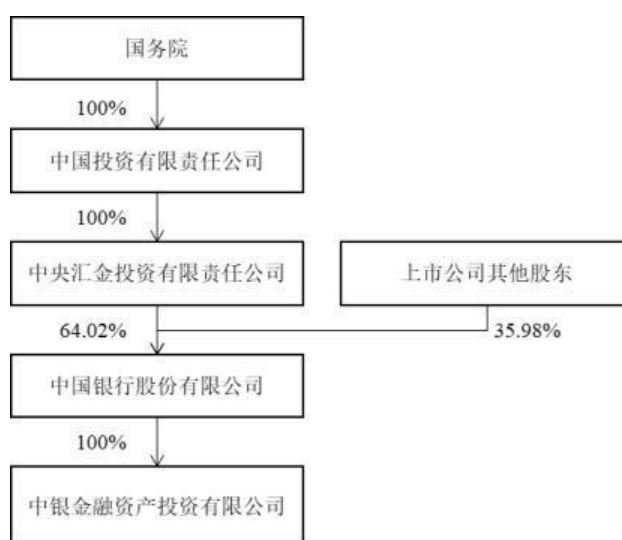 国务院
100%
中国投资有限责任公司
100%
中央汇金投资有限责任公司
上市公司其他股东
64.02%
35.98%
中国银行股份有限公司
100%
中银金融资产投资有限公司